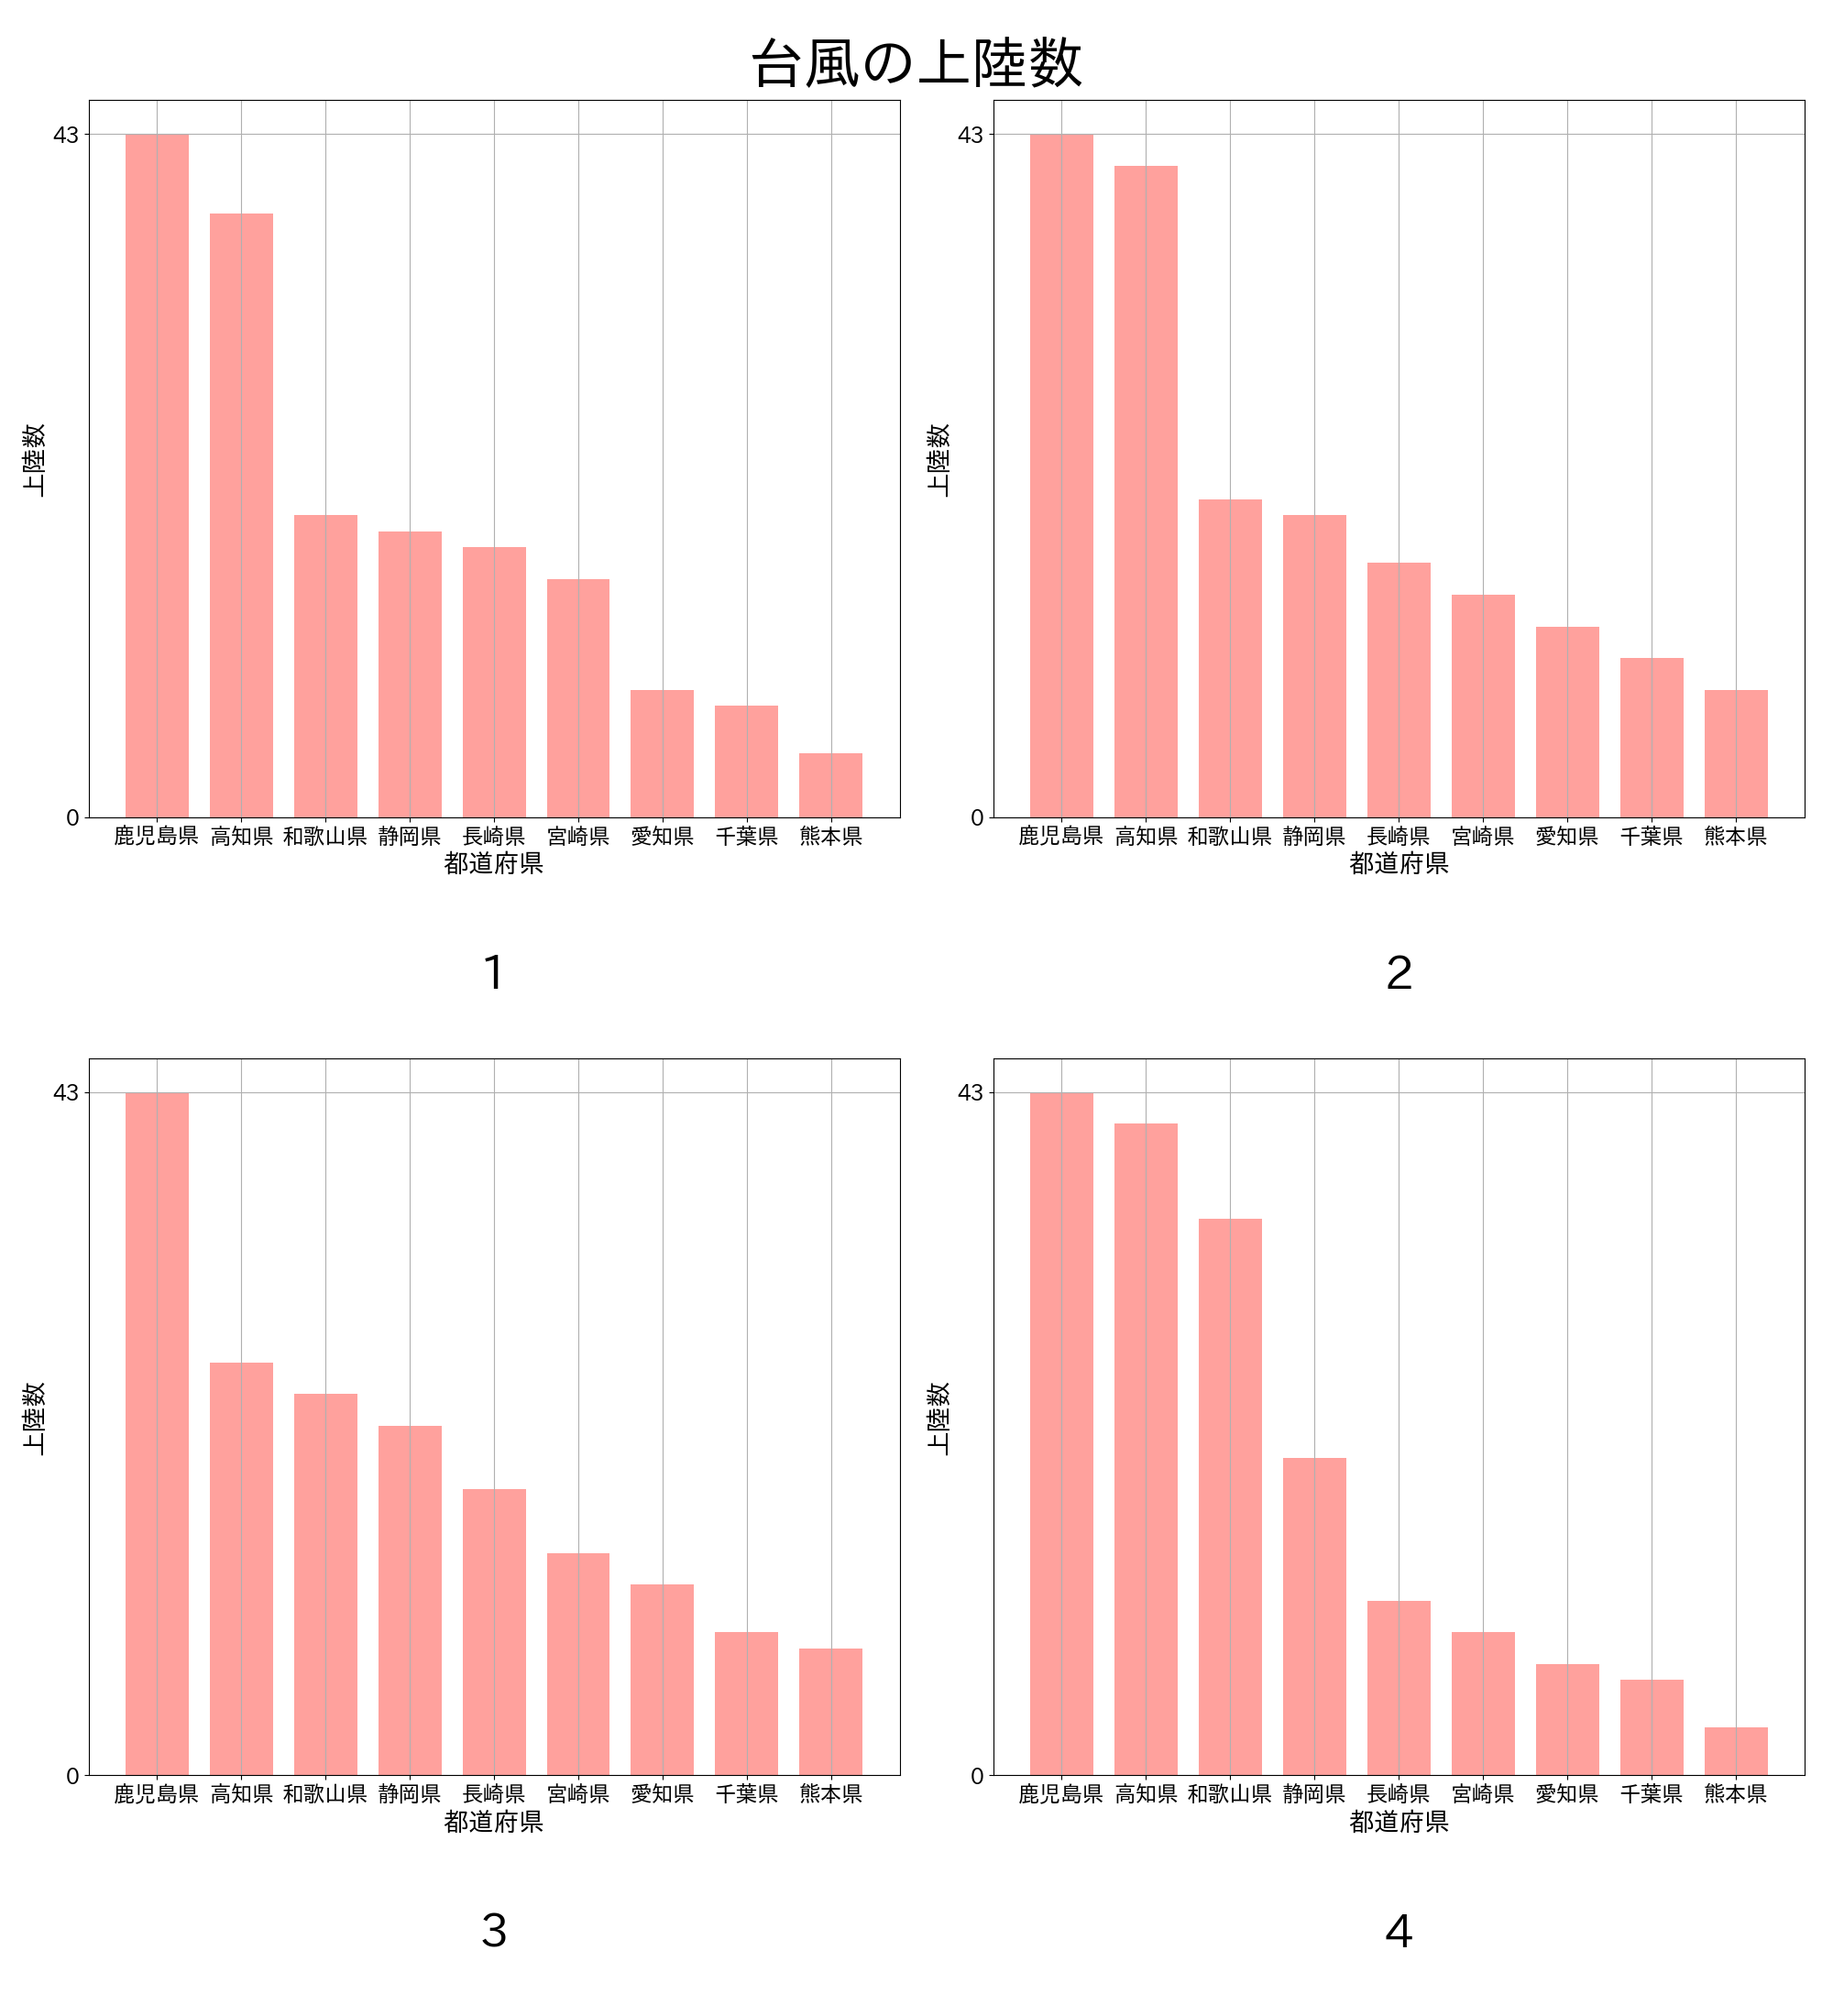 台風の上陸数
43
0
上陸数
鹿児島県 高知県 和歌山県 静岡県 長崎県 宮崎県 愛知県 千葉県 熊本県
都道府県
1
43
0
上陸数
鹿児島県 高知県 和歌山県 静岡県 長崎県 宮崎県 愛知県 千葉県 熊本県
都道府県
2
43
0
上陸数
鹿児島県 高知県 和歌山県 静岡県 長崎県 宮崎県 愛知県 千葉県 熊本県
都道府県
3
43
0
上陸数
鹿児島県 高知県 和歌山県 静岡県 長崎県 宮崎県 愛知県 千葉県 熊本県
都道府県
4